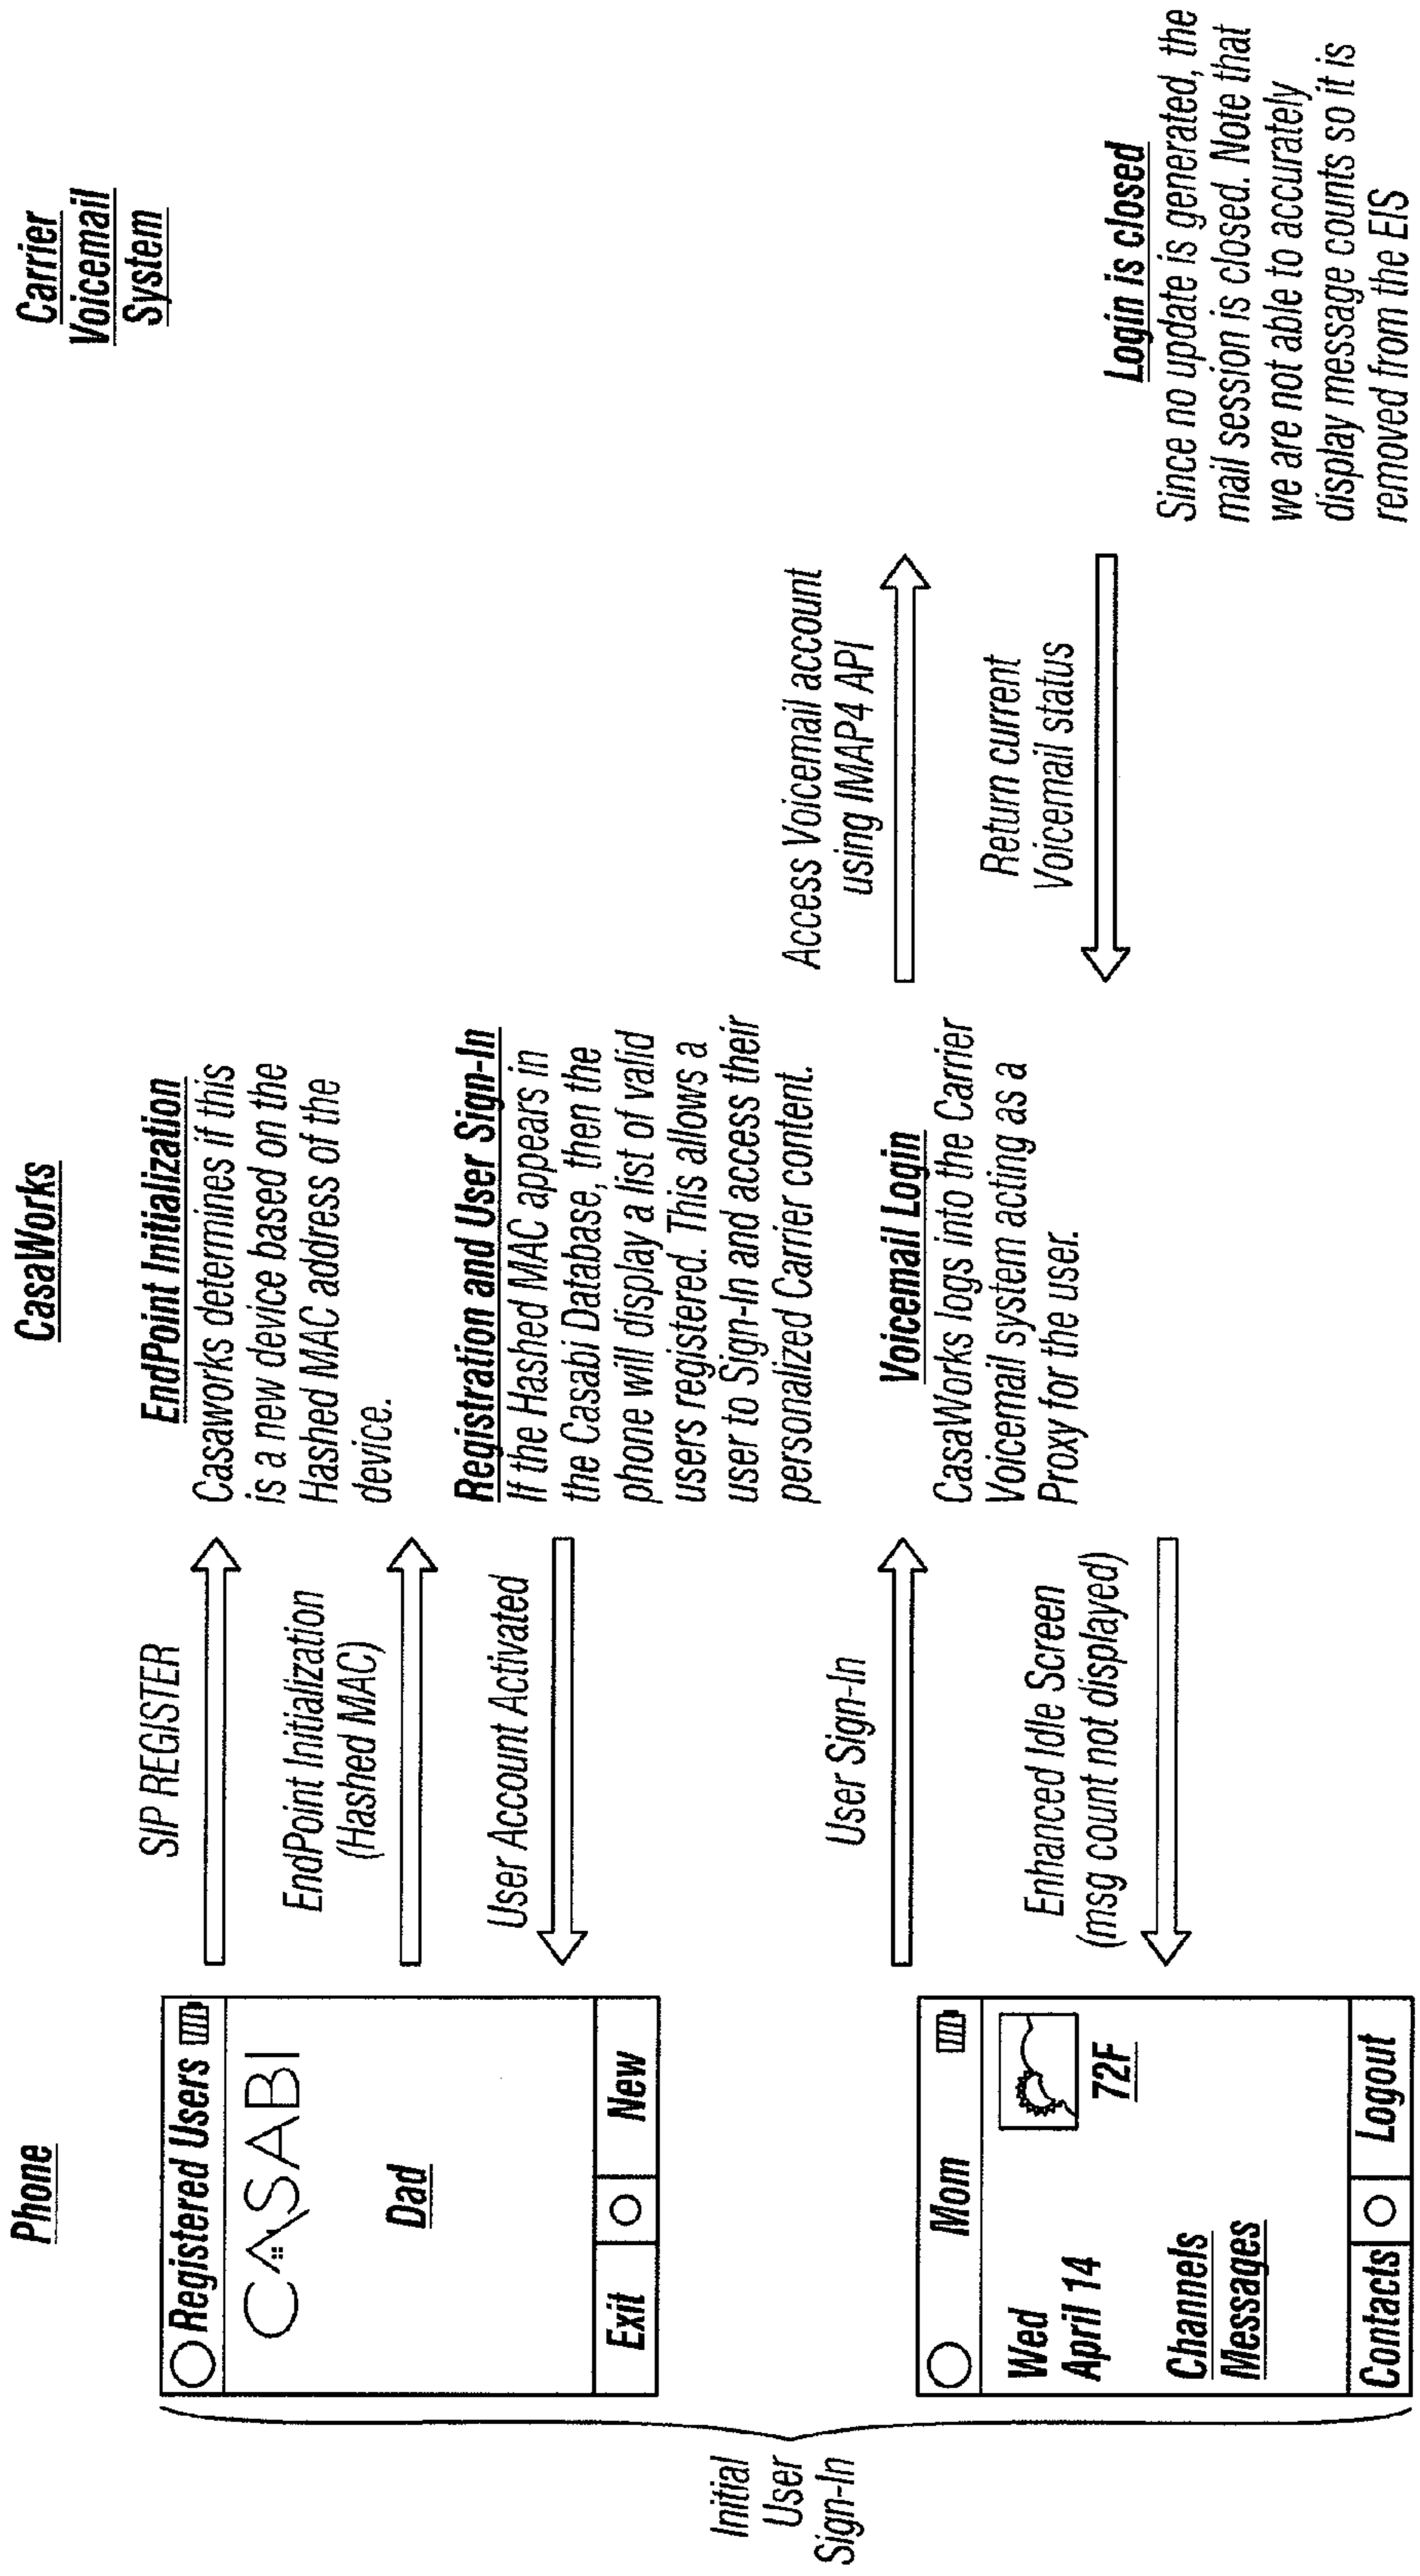 Phone
CasaWorks
Carrier
Voicemail
System
Initial
User
Sign-In
Registered Users
CASABI
Dad
Exit
New
SIP REGISTER
EndPoint Initialization
(Hashed MAC)
User Account Activated
EndPoint Initialization
Casaworks determines if this
is a new device based on the
Hashed MAC address of the
device.
Registration and User Sign-In
If the Hashed MAC appears in
the Casabi Database, then the
phone will display a list of valid
users registered. This allows a
user to Sign-In and access their
personalized Carrier content.
Mom
Wed
April 14
72F
Channels
Messages
Contacts
Logout
User Sign-In
Enhanced Idle Screen
(msg count not displayed)
Voicemail Login
CasaWorks logs into the Carrier
Voicemail system acting as a
Proxy for the user.
Access Voicemail account
using IMAP4 API
Return current
Voicemail status
Login is closed
Since no update is generated, the
mail session is closed. Note that
we are not able to accurately
display message counts so it is
removed from the EIS